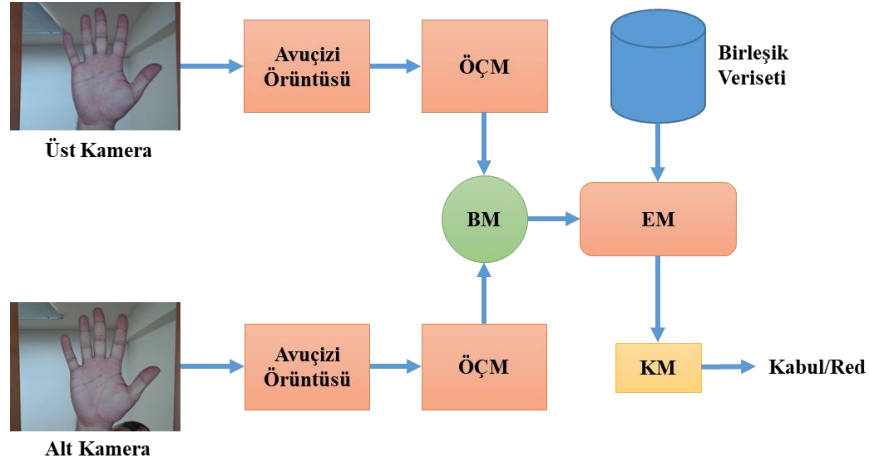 Avuçizi
Örüntüsü
ÖÇM
Birleşik
Veriseti
Üst Kamera
BM
EM
Avuçizi
Örüntüsü
ÖÇM
KM
Kabul/Red
Alt Kamera